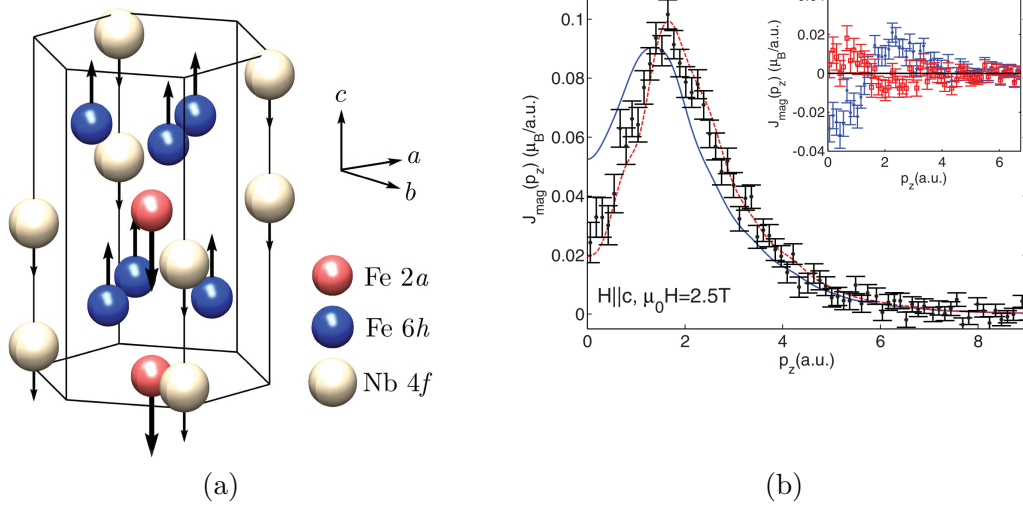 c
a
b
Fe 2a
Fe 6h
Nb 4f
(a)
0.1
0.08
0.06
0.04
0.02
0
J_mag(p_z) (μ_B/a.u.)
H||c, μ_0H=2.5T
0 2 4 6 8
p_z(a.u.)
0.04
0.02
0
-0.02
-0.04
J_mag(p_z) (μ_B/a.u.)
0 2 4 6
p_z(a.u.)
(b)